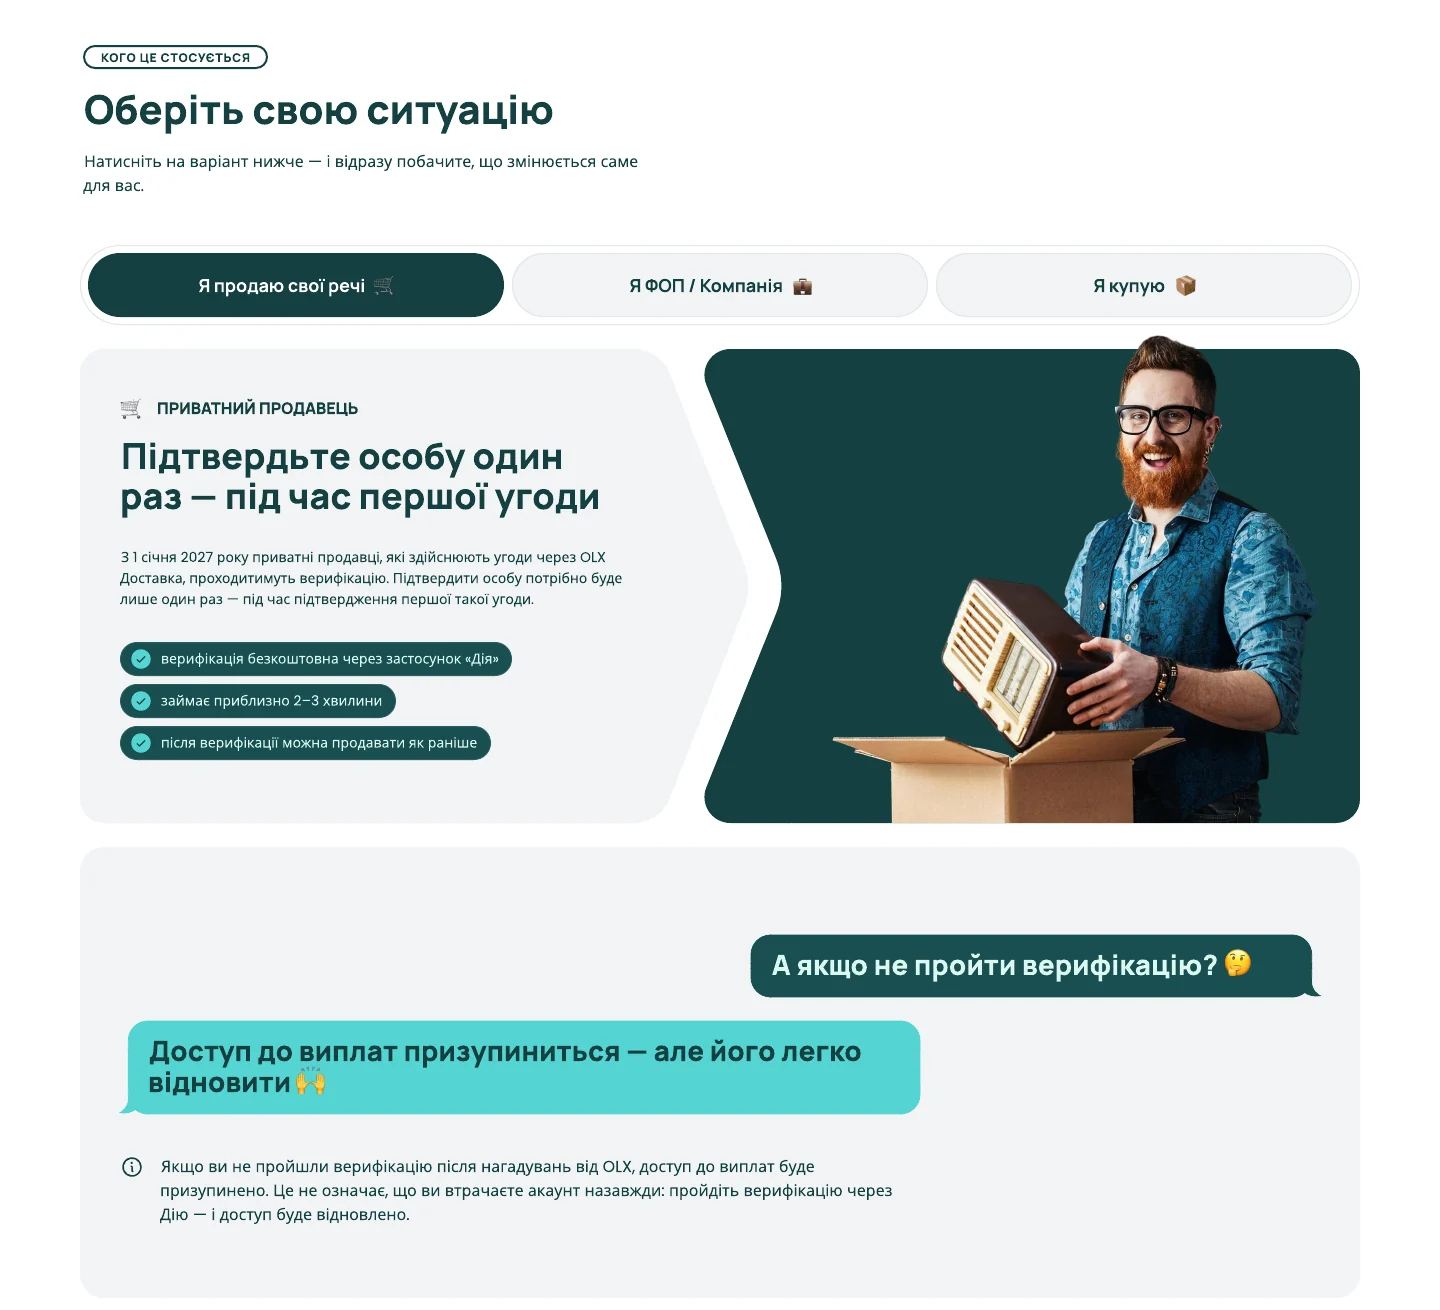 КОГО ЦЕ СТОСУЄТЬСЯ
Оберіть свою ситуацію
Натисніть на варіант нижче — і відразу побачите, що змінюється саме
для вас.
Я продаю свої речі 🛒
Я ФОП / Компанія 💼
Я купую 📦
🛒 ПРИВАТНИЙ ПРОДАВЕЦЬ
Підтвердьте особу один
раз — під час першої угоди
З 1 січня 2027 року приватні продавці, які здійснюють угоди через OLX
Доставка, проходитимуть верифікацію. Підтвердити особу потрібно буде
лише один раз — під час підтвердження першої такої угоди.
верифікація безкоштовна через застосунок «Дія»
займає приблизно 2–3 хвилини
після верифікації можна продавати як раніше
А якщо не пройти верифікацію? 🤔
Доступ до виплат призупиниться — але його легко
відновити 🙌
Якщо ви не пройшли верифікацію після нагадувань від OLX, доступ до виплат буде
призупинено. Це не означає, що ви втрачаєте акаунт назавжди: пройдіть верифікацію через
Дію — і доступ буде відновлено.